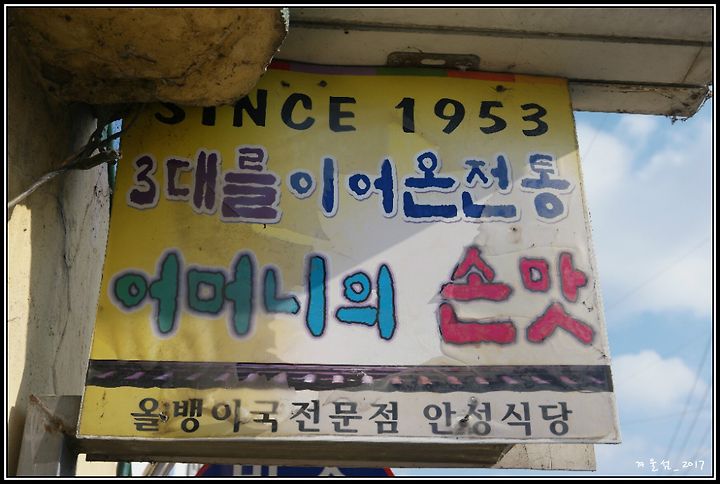 SINCE 1953
3대를이어온전통
어머니의 손맛
올뱅이국전문점 안성식당
겨울섬_2017